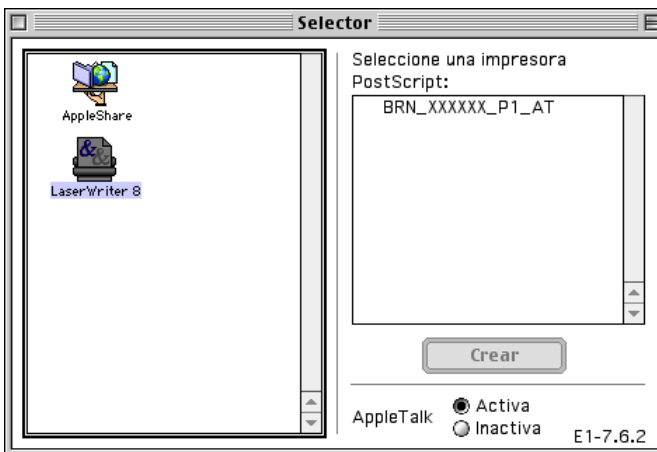 Selector
AppleShare
LaserWriter 8
Seleccione una impresora
PostScript:
BRN_XXXXXX_P1_AT
Crear
AppleTalk
Activa
Inactiva
E1-7.6.2